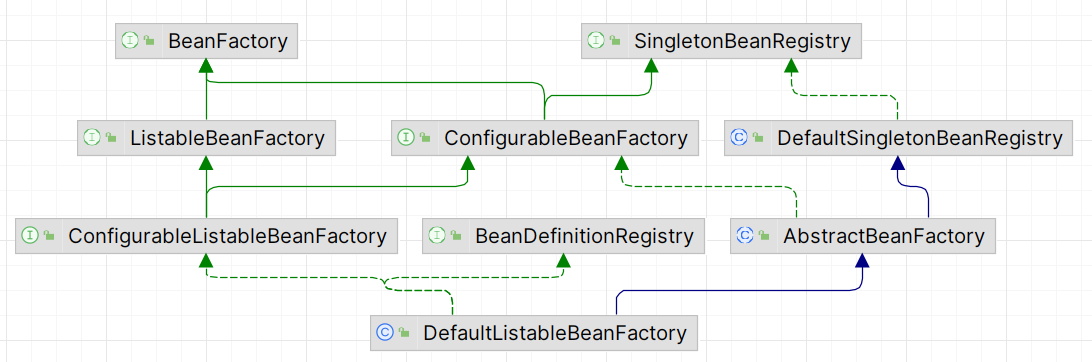 BeanFactory
SingletonBeanRegistry
ListableBeanFactory
ConfigurableBeanFactory
DefaultSingletonBeanRegistry
ConfigurableListableBeanFactory
BeanDefinitionRegistry
AbstractBeanFactory
DefaultListableBeanFactory